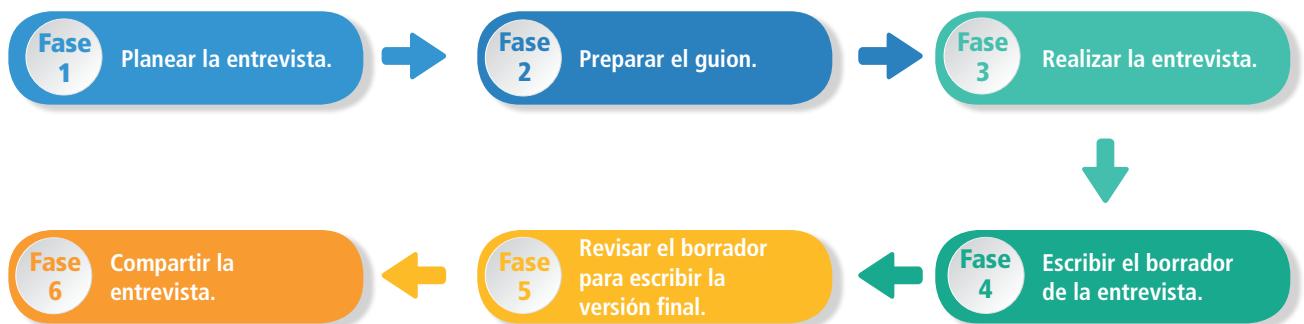 Fase
1
Planear la entrevista.
Fase
2
Preparar el guion.
Fase
3
Realizar la entrevista.
Fase
4
Escribir el borrador
de la entrevista.
Fase
5
Revisar el borrador
para escribir la
versión final.
Fase
6
Compartir la
entrevista.